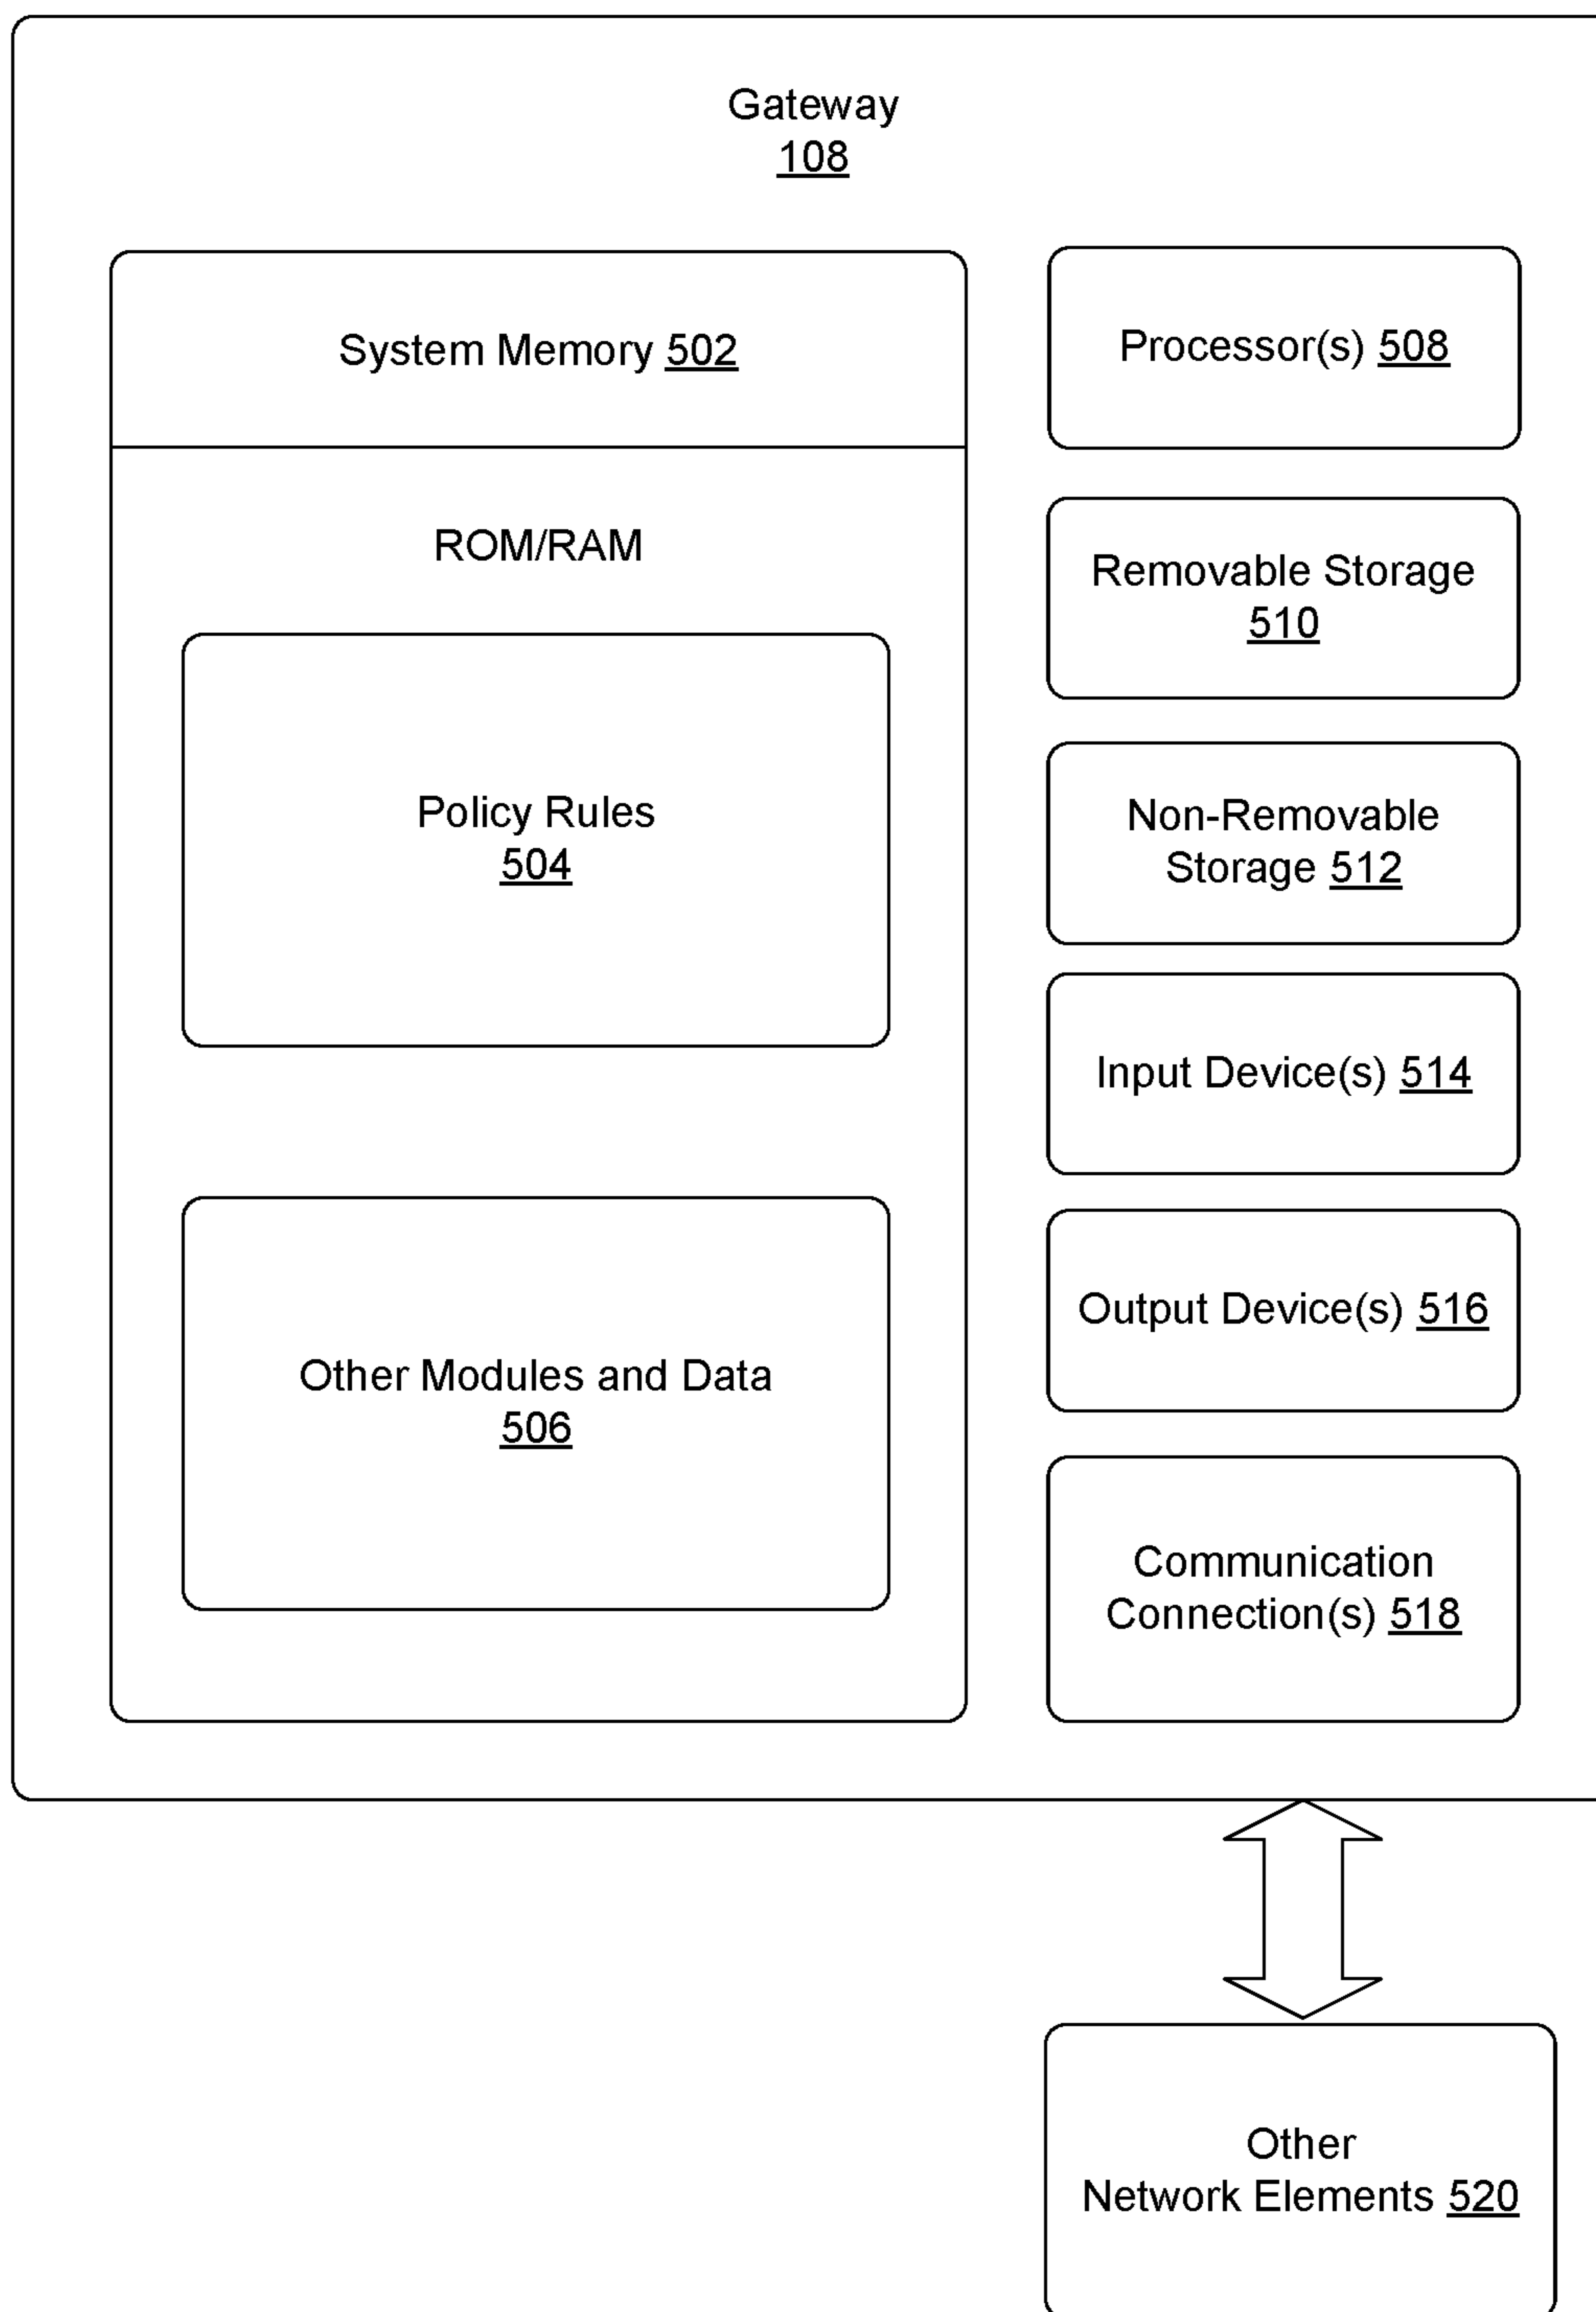 Gateway
108
System Memory 502
ROM/RAM
Policy Rules
504
Other Modules and Data
506
Processor(s) 508
Removable Storage
510
Non-Removable
Storage 512
Input Device(s) 514
Output Device(s) 516
Communication
Connection(s) 518
Other
Network Elements 520